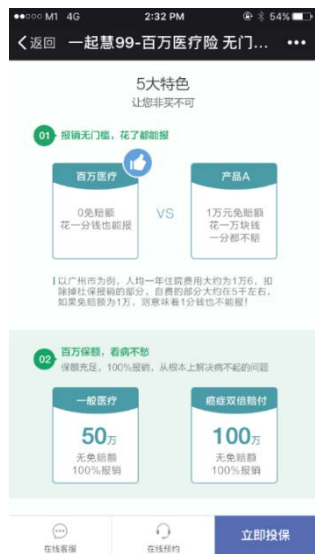 M1 4G 2:32 PM 54%
返回 一起慧99-百万医疗险 无门...
5大特色
让您非买不可
01 报销无门槛，花了都能报
百万医疗
0免赔额
花一分钱也能报
VS
产品A
1万元免赔额
花一万块钱
一分都不赔
以广州市为例，人均一年住院费用大约为1万6，扣
除掉社保报销的部分，自费的部分大约在5千左右，
如果免赔额为1万，则意味着1分钱也不能报！
02 百万保额，看病不愁
保额充足，100%报销，从根本上解决病不起的问题
一般医疗
50万
无免赔额
100%报销
癌症双倍赔付
100万
无免赔额
100%报销
在线客服
在线预约
立即投保